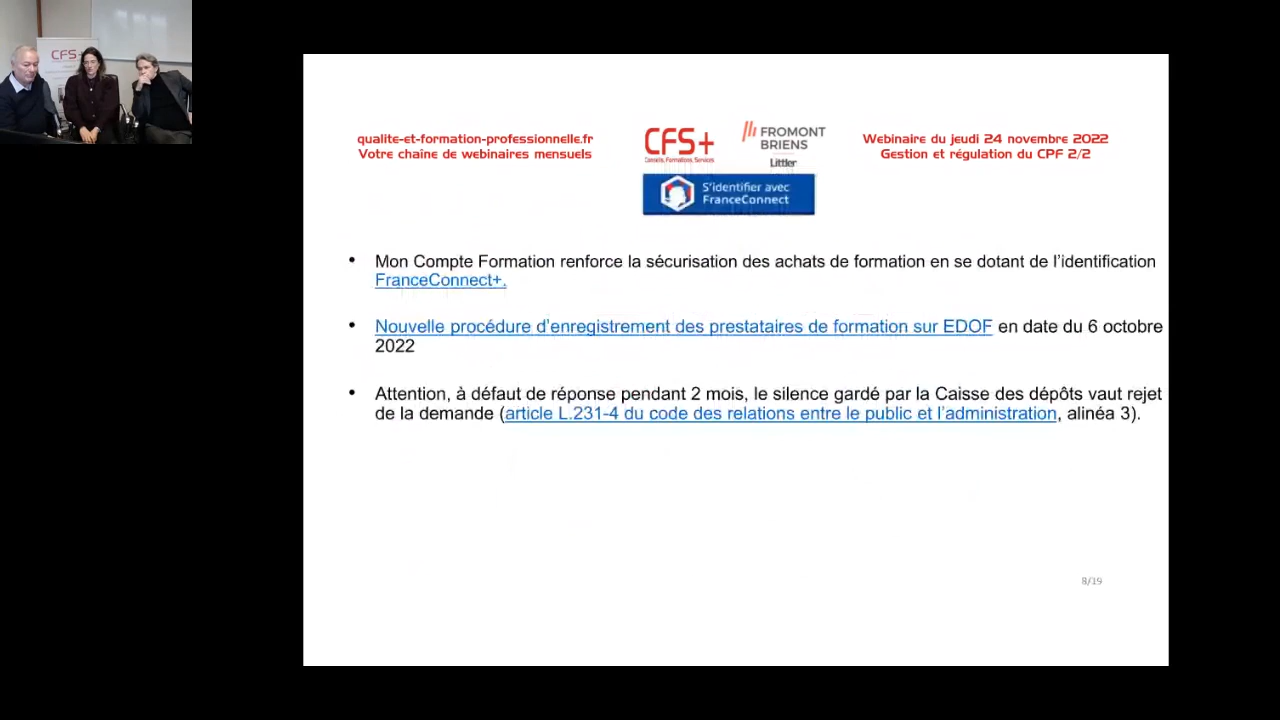 CFS+
qualite-et-formation-professionnelle.fr
Votre chaîne de webinaires mensuels
CFS+
Conseils, Formations, Services
FROMONT
BRIENS
Littler
Webinaire du jeudi 24 novembre 2022
Gestion et régulation du CPF 2/2
S'identifier avec
FranceConnect
• Mon Compte Formation renforce la sécurisation des achats de formation en se dotant de l’identification
FranceConnect+.
• Nouvelle procédure d’enregistrement des prestataires de formation sur EDOF en date du 6 octobre
2022
• Attention, à défaut de réponse pendant 2 mois, le silence gardé par la Caisse des dépôts vaut rejet
de la demande (article L.231-4 du code des relations entre le public et l’administration, alinéa 3).
8/19